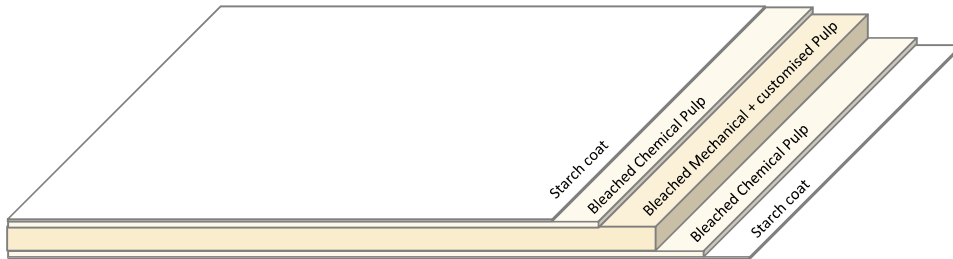 Starch coat
Bleached Chemical Pulp
Bleached Mechanical + customised Pulp
Bleached Chemical Pulp
Starch coat